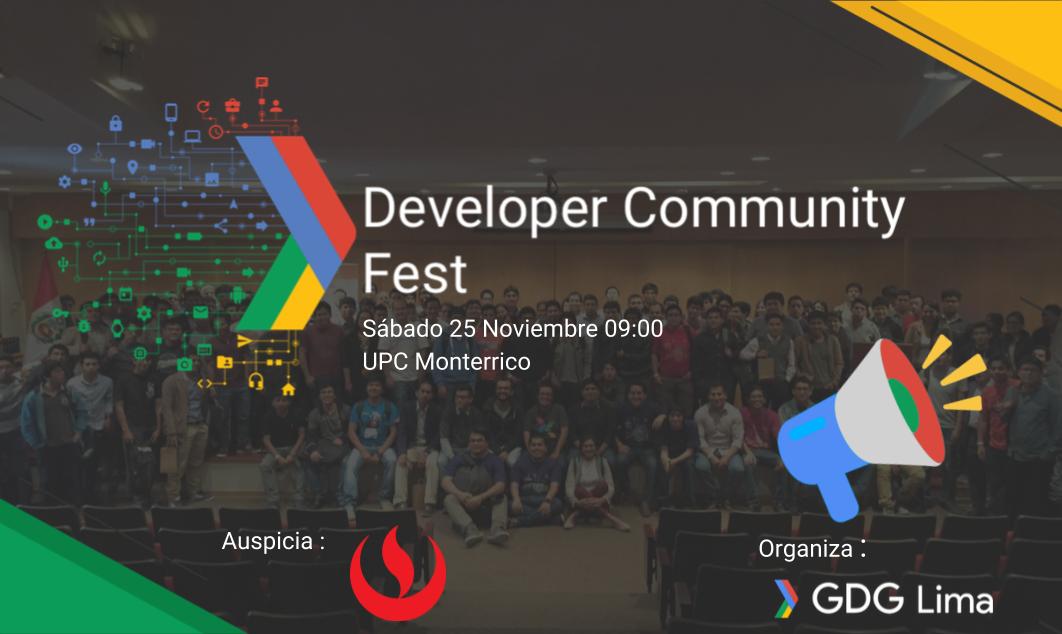 Developer Community
Fest
Sábado 25 Noviembre 09:00
UPC Monterrico
Auspicia :
Organiza :
GDG Lima